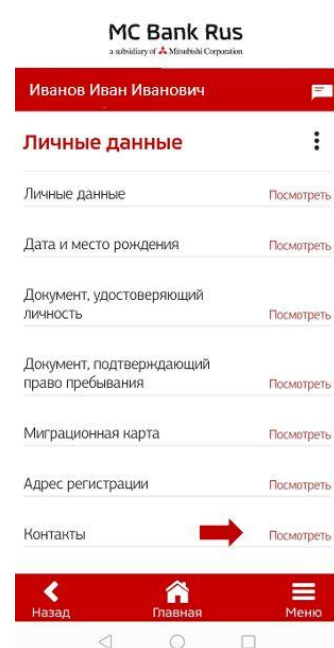 MC Bank Rus
a subsidiary of Mitsubishi Corporation
Иванов Иван Иванович
Личные данные
Личные данные Посмотреть
Дата и место рождения Посмотреть
Документ, удостоверяющий
личность Посмотреть
Документ, подтверждающий
право пребывания Посмотреть
Миграционная карта Посмотреть
Адрес регистрации Посмотреть
Контакты Посмотреть
Назад Главная Меню